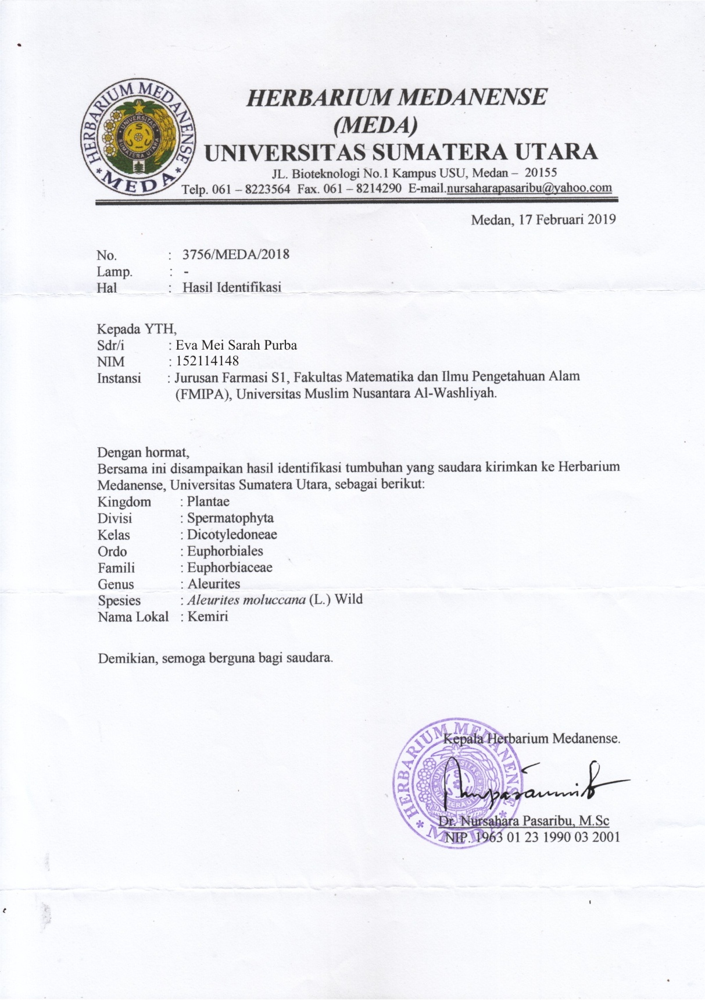 HERBARIUM MEDANENSE
* MEDA *
UNIVERSITAS
SUMATERA UTARA
HERBARIUM MEDANENSE
(MEDA)
UNIVERSITAS SUMATERA UTARA
JL. Bioteknologi No.1 Kampus USU, Medan – 20155
Telp. 061 – 8223564 Fax. 061 – 8214290 E-mail.nursaharapasaribu@yahoo.com
Medan, 17 Februari 2019
No. : 3756/MEDA/2018
Lamp. : -
Hal : Hasil Identifikasi
Kepada YTH,
Sdr/i : Eva Mei Sarah Purba
NIM : 152114148
Instansi : Jurusan Farmasi S1, Fakultas Matematika dan Ilmu Pengetahuan Alam
(FMIPA), Universitas Muslim Nusantara Al-Washliyah.
Dengan hormat,
Bersama ini disampaikan hasil identifikasi tumbuhan yang saudara kirimkan ke Herbarium
Medanense, Universitas Sumatera Utara, sebagai berikut:
Kingdom : Plantae
Divisi : Spermatophyta
Kelas : Dicotyledoneae
Ordo : Euphorbiales
Famili : Euphorbiaceae
Genus : Aleurites
Spesies : Aleurites moluccana (L.) Wild
Nama Lokal : Kemiri
Demikian, semoga berguna bagi saudara.
Kepala Herbarium Medanense.
HERBARIUM MEDANENSE
* MEDA *
UNIVERSITAS
SUMATERA UTARA
Dr. Nursahara Pasaribu, M.Sc
NIP. 1963 01 23 1990 03 2001